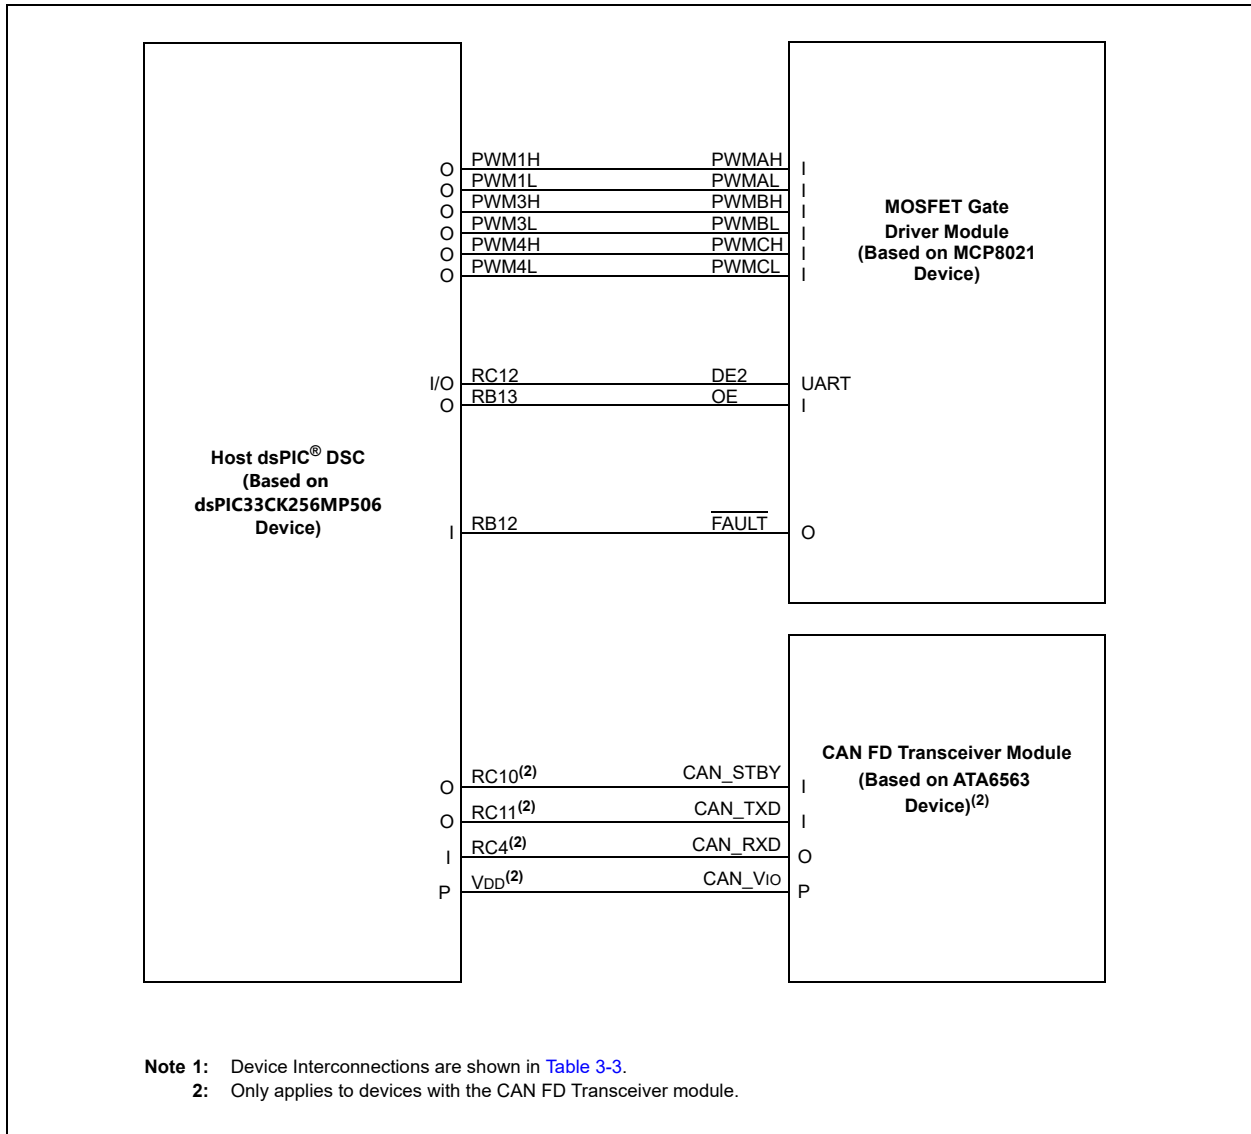 O PWM1H PWMAH I
O PWM1L PWMAL I
O PWM3H PWMBH I
O PWM3L PWMBL I
O PWM4H PWMCH I
O PWM4L PWMCL I
MOSFET Gate
Driver Module
(Based on MCP8021
Device)
I/O RC12 DE2 UART
O RB13 OE I
Host dsPIC® DSC
(Based on
dsPIC33CK256MP506
Device)
I RB12 FAULT O
CAN FD Transceiver Module
(Based on ATA6563
Device)(2)
O RC10(2) CAN_STBY I
O RC11(2) CAN_TXD I
I RC4(2) CAN_RXD O
P VDD(2) CAN_VIO P
Note 1: Device Interconnections are shown in Table 3-3.
2: Only applies to devices with the CAN FD Transceiver module.